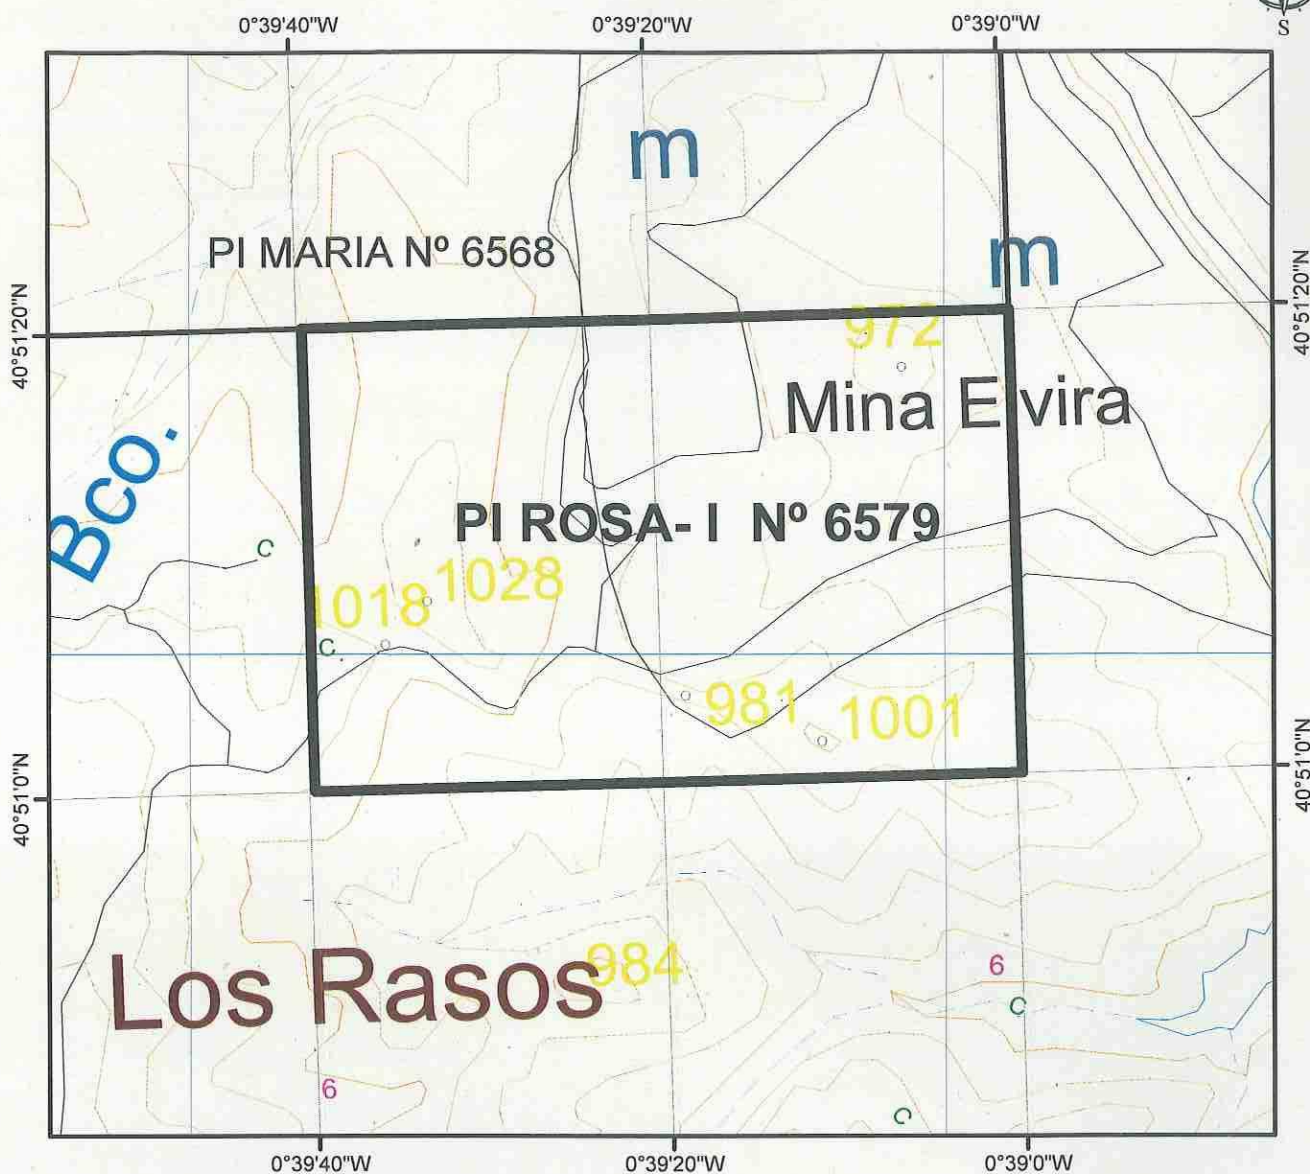 S
0°39'40"W 0°39'20"W 0°39'0"W
m
PI MARIA Nº 6568
m
40°51'20"N
40°51'20"N
972
Mina Elvira
Bco.
PI ROSA- I Nº 6579
C
1028
1018
C
981
1001
40°51'0"N
40°51'0"N
984
Los Rasos
6
C
6
C
0°39'40"W 0°39'20"W 0°39'0"W